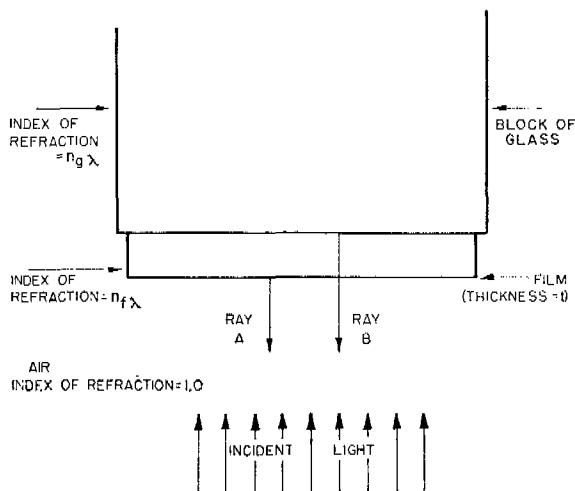 INDEX OF
REFRACTION
=ngλ
BLOCK OF
GLASS
INDEX OF
REFRACTION=nfλ
FILM
(THICKNESS=t)
RAY
A
RAY
B
AIR
INDEX OF REFRACTION=1.0
INCIDENT LIGHT